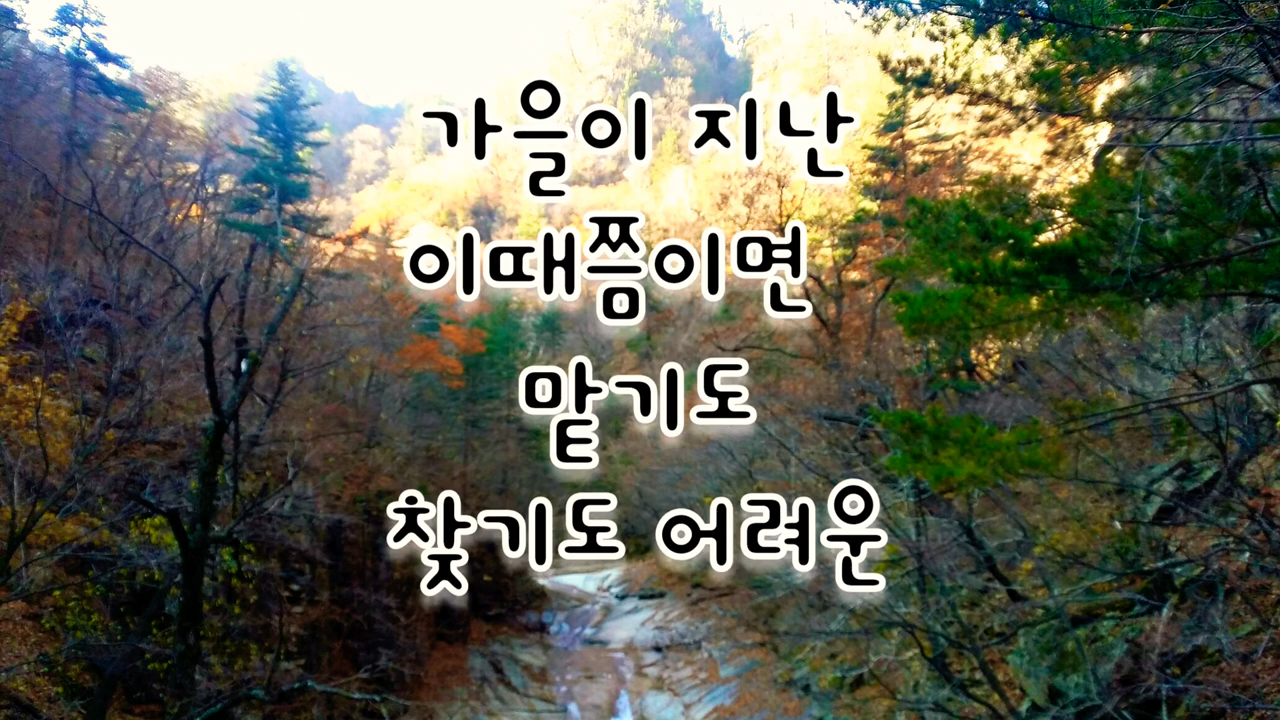 가을이 지난
이때쯤이면
맡기도
찾기도 어려운